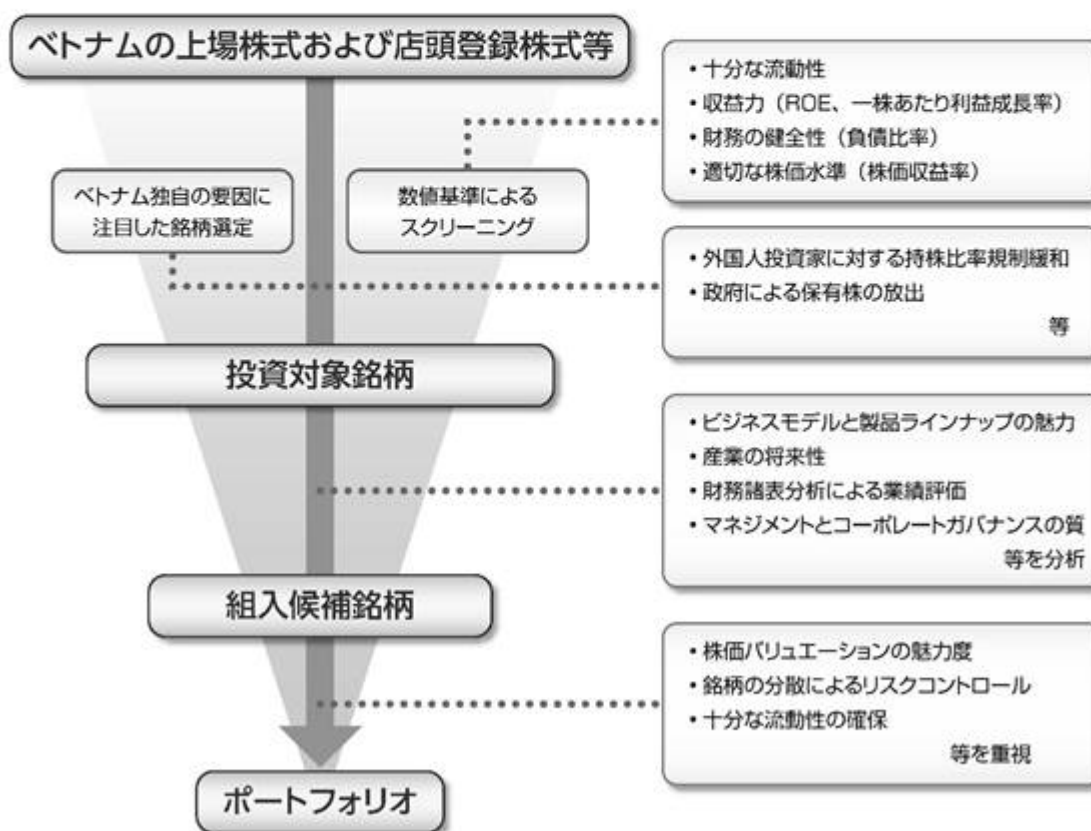 ベトナムの上場株式および店頭登録株式等
・十分な流動性
・収益力（ROE、一株あたり利益成長率）
・財務の健全性（負債比率）
・適切な株価水準（株価収益率）
ベトナム独自の要因に
注目した銘柄選定
数値基準による
スクリーニング
・外国人投資家に対する持株比率規制緩和
・政府による保有株の放出
等
投資対象銘柄
・ビジネスモデルと製品ラインナップの魅力
・産業の将来性
・財務諸表分析による業績評価
・マネジメントとコーポレートガバナンスの質
等を分析
組入候補銘柄
・株価バリュエーションの魅力度
・銘柄の分散によるリスクコントロール
・十分な流動性の確保
等を重視
ポートフォリオ